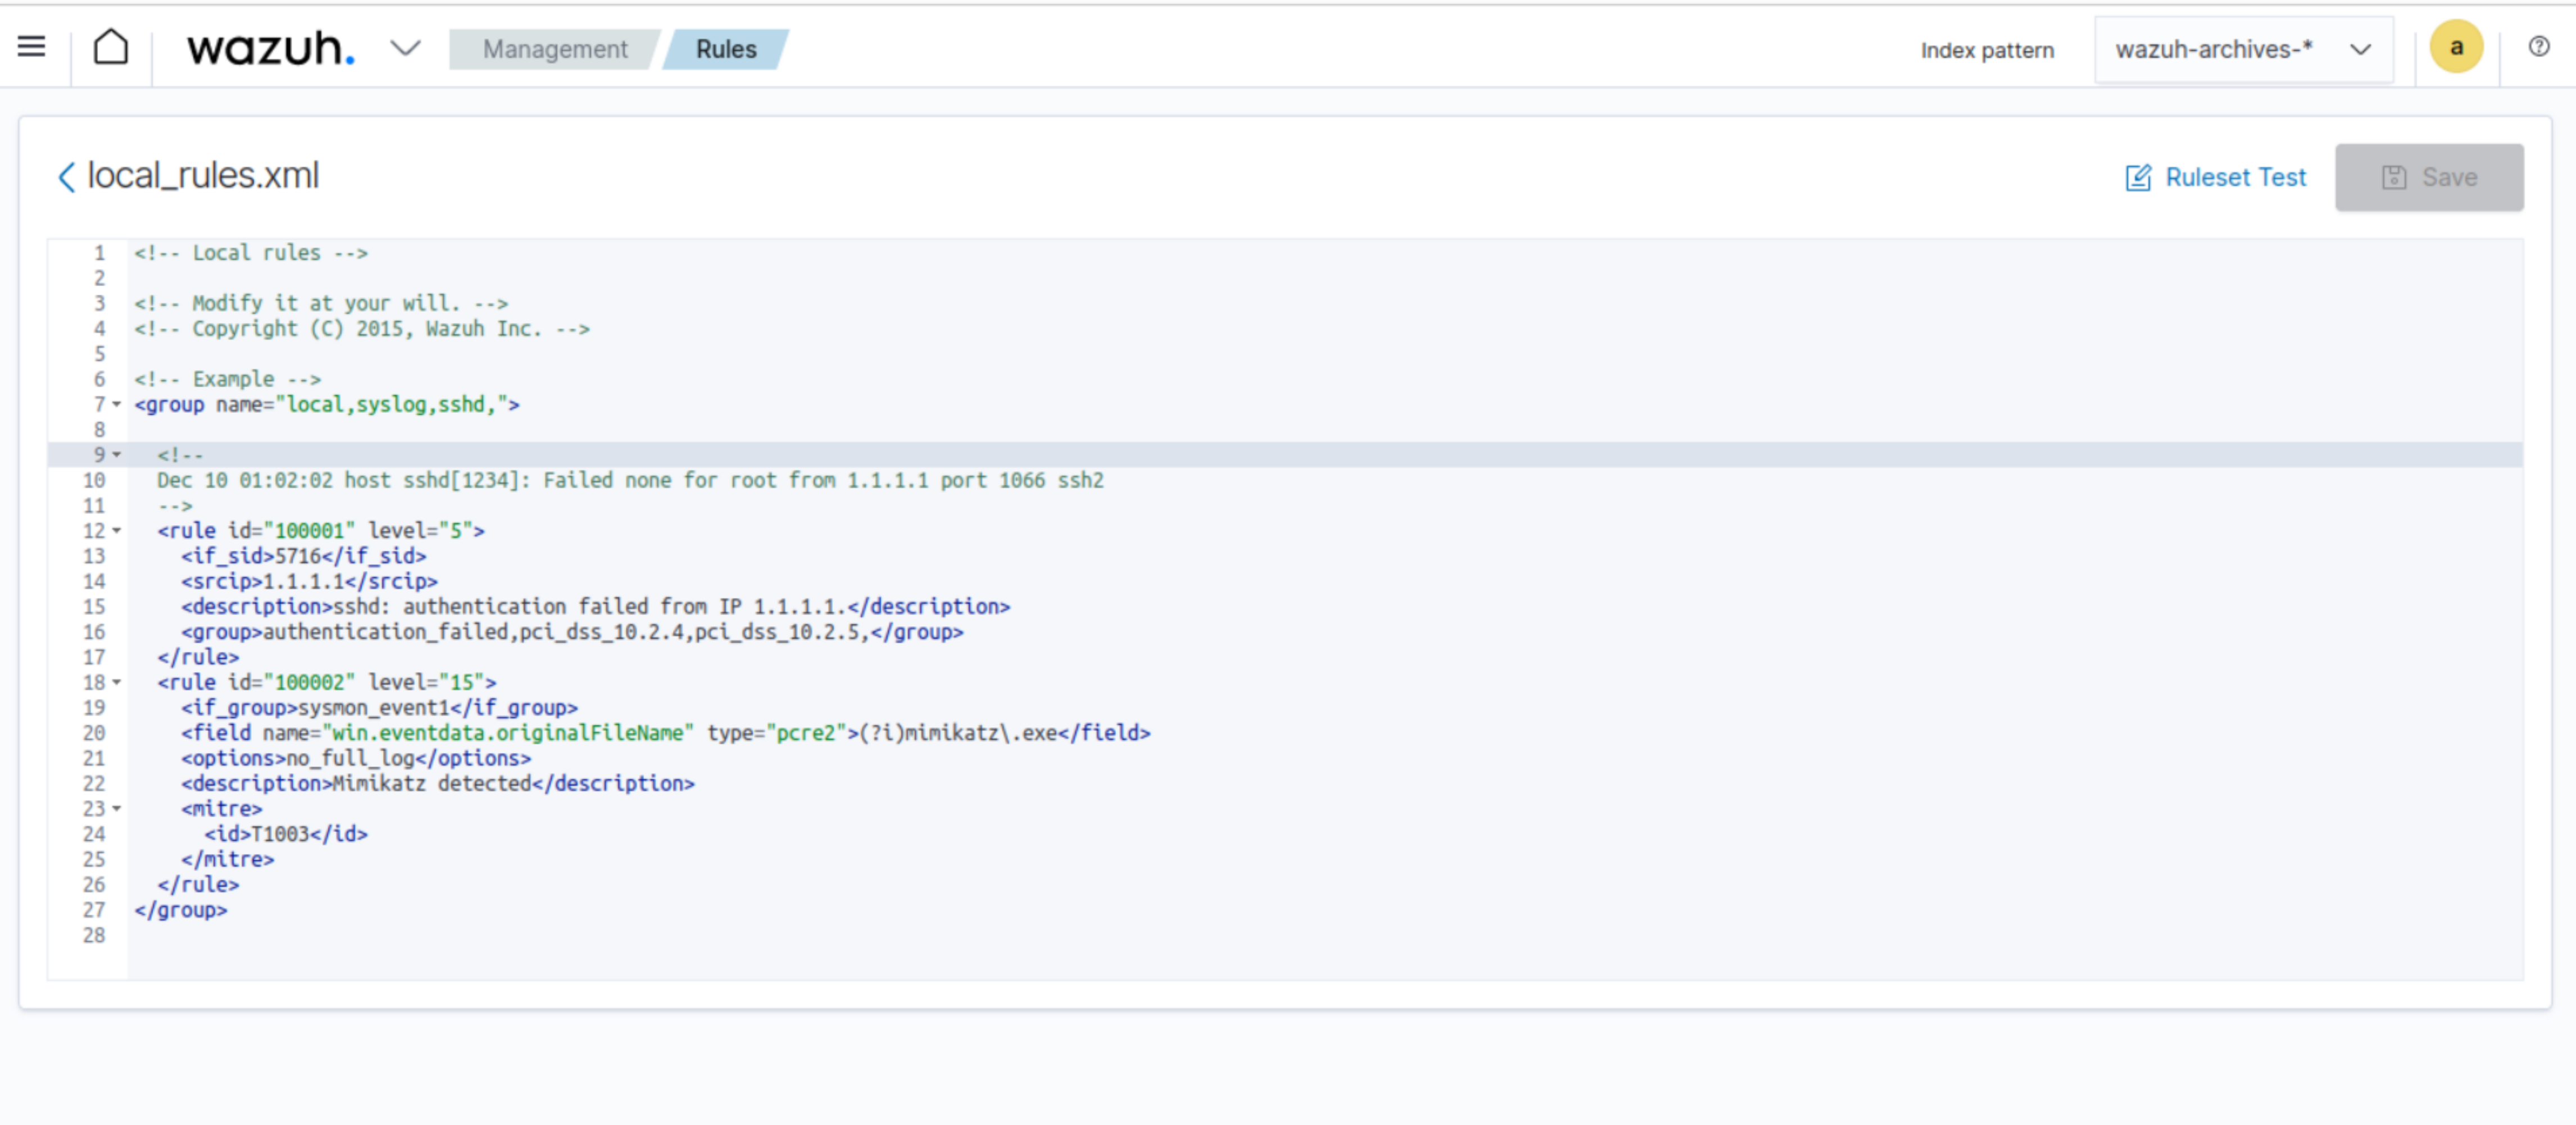 wazuh. Management Rules Index pattern wazuh-archives-* a
local_rules.xml Ruleset Test Save
1 <!-- Local rules -->
2
3 <!-- Modify it at your will. -->
4 <!-- Copyright (C) 2015, Wazuh Inc. -->
5
6 <!-- Example -->
7 <group name="local,syslog,sshd,">
8
9 <!--
10 Dec 10 01:02:02 host sshd[1234]: Failed none for root from 1.1.1.1 port 1066 ssh2
11 -->
12 <rule id="100001" level="5">
13 <if_sid>5716</if_sid>
14 <srcip>1.1.1.1</srcip>
15 <description>sshd: authentication failed from IP 1.1.1.1.</description>
16 <group>authentication_failed,pci_dss_10.2.4,pci_dss_10.2.5,</group>
17 </rule>
18 <rule id="100002" level="15">
19 <if_group>sysmon_event1</if_group>
20 <field name="win.eventdata.originalFileName" type="pcre2">(?i)mimikatz\.exe</field>
21 <options>no_full_log</options>
22 <description>Mimikatz detected</description>
23 <mitre>
24 <id>T1003</id>
25 </mitre>
26 </rule>
27 </group>
28